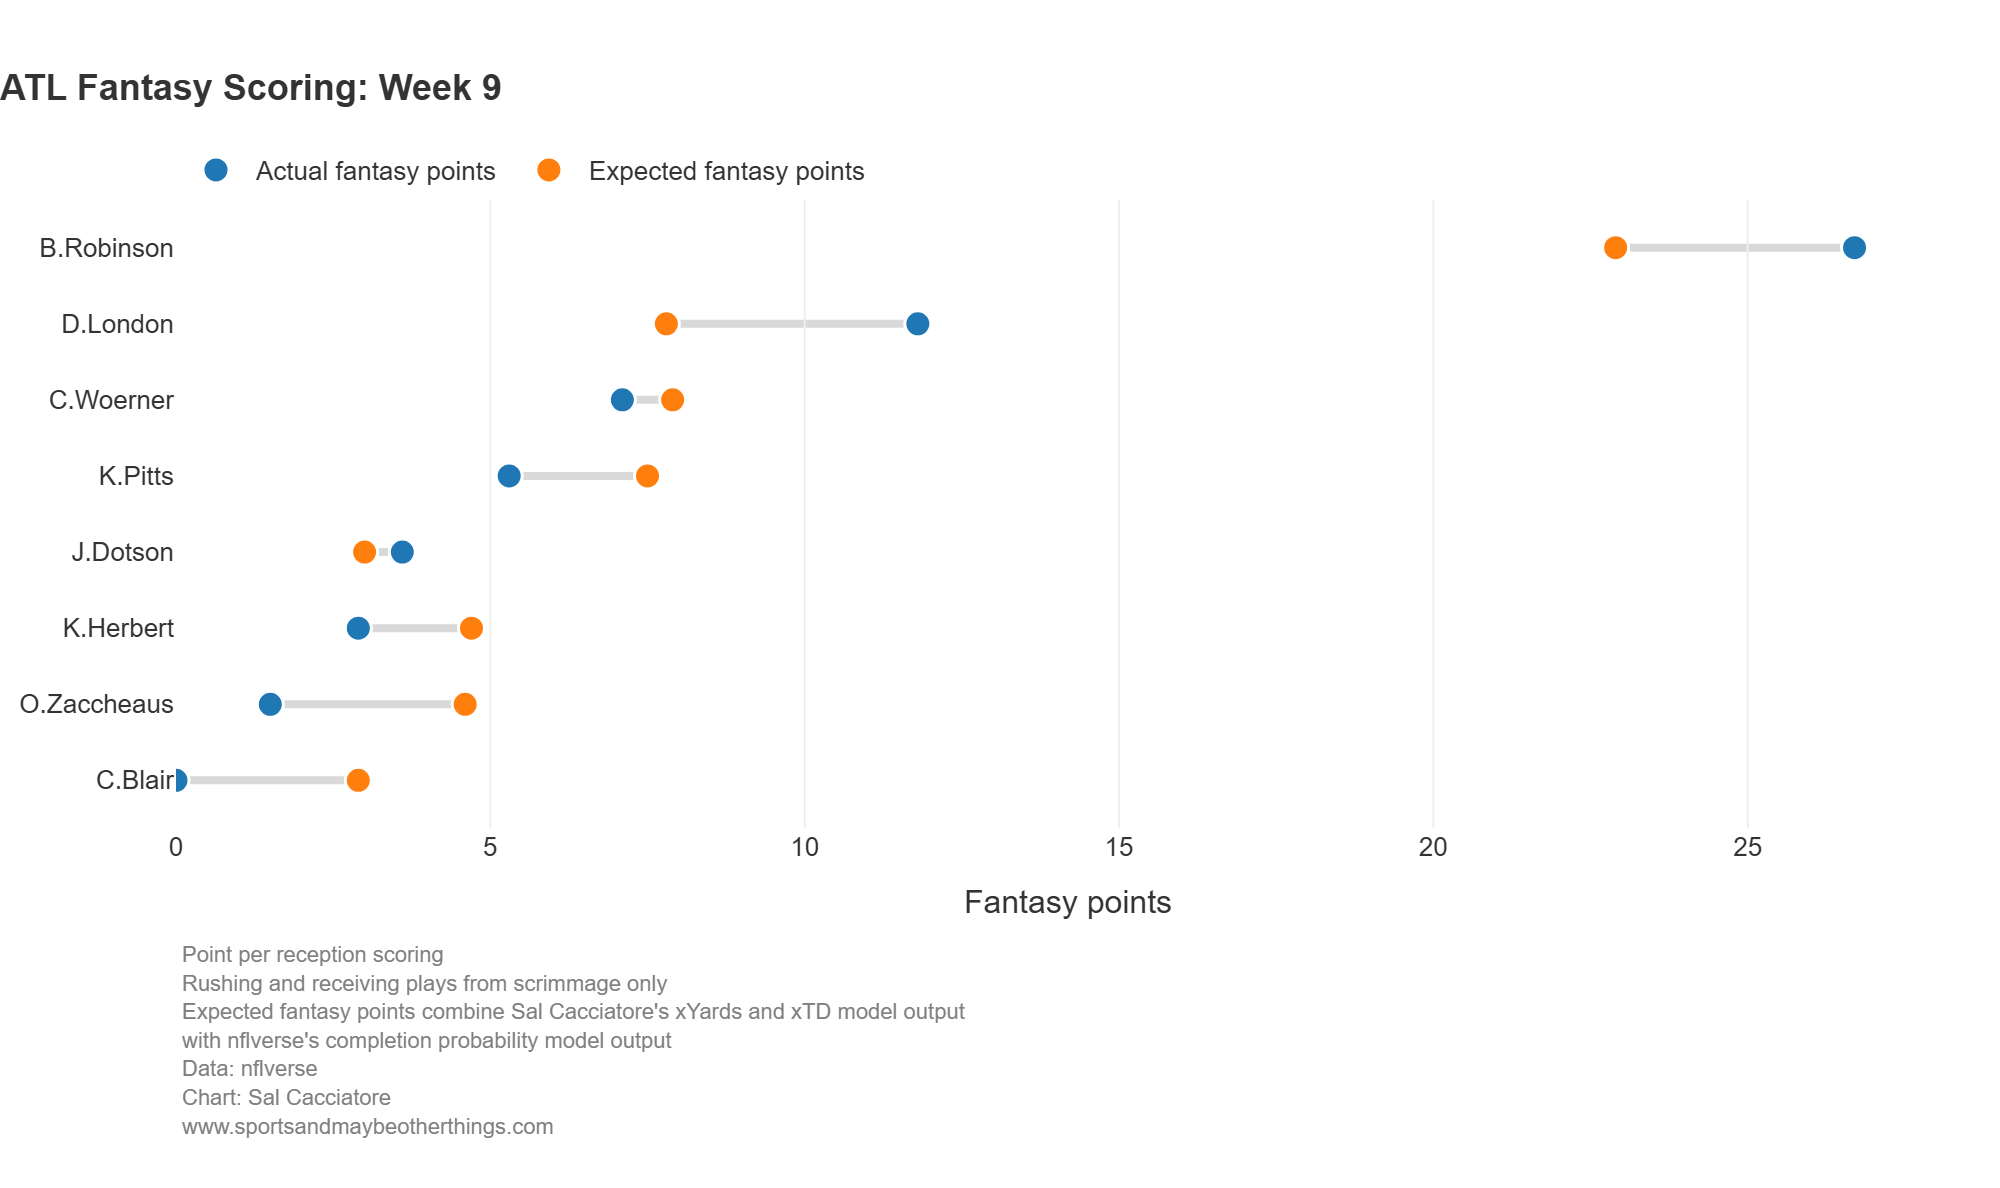 ATL Fantasy Scoring: Week 9
Actual fantasy points
Expected fantasy points
B.Robinson
D.London
C.Woerner
K.Pitts
J.Dotson
K.Herbert
O.Zaccheaus
C.Blair
0 5 10 15 20 25
Fantasy points
Point per reception scoring
Rushing and receiving plays from scrimmage only
Expected fantasy points combine Sal Cacciatore's xYards and xTD model output
with nflverse's completion probability model output
Data: nflverse
Chart: Sal Cacciatore
www.sportsandmaybeotherthings.com